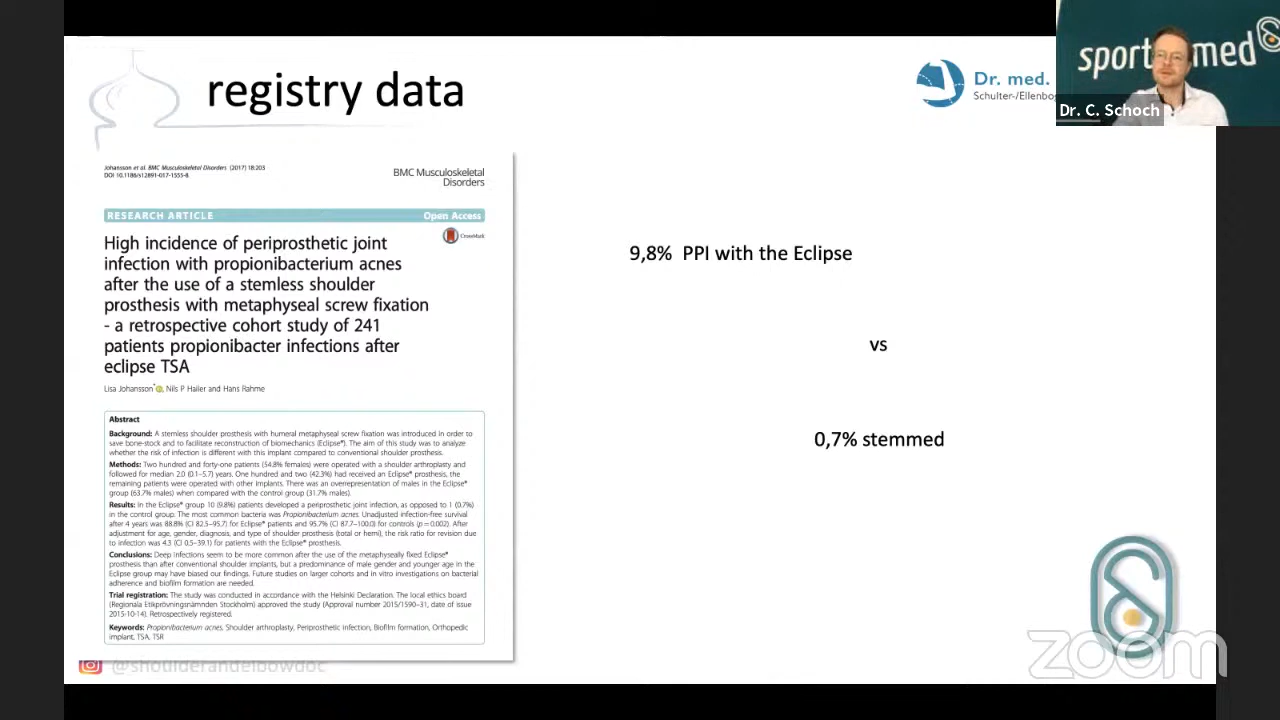 registry data
Dr. med.
Schulter-/Ellenbo
sport med
Dr. C. Schoch
Johansson et al. BMC Musculoskeletal Disorders (2017) 18:203
DOI 10.1186/s12891-017-1555-8
BMC Musculoskeletal
Disorders
RESEARCH ARTICLE
Open Access
CrossMark
High incidence of periprosthetic joint
infection with propionibacterium acnes
after the use of a stemless shoulder
prosthesis with metaphyseal screw fixation
- a retrospective cohort study of 241
patients propionibacter infections after
eclipse TSA
Lisa Johansson*, Nils P Hailer and Hans Rahme
Abstract
Background: A stemless shoulder prosthesis with humeral metaphyseal screw fixation was introduced in order to
save bone-stock and to facilitate reconstruction of biomechanics (Eclipse®). The aim of this study was to analyze
whether the risk of infection is different with this implant compared to conventional shoulder prosthesis.
Methods: Two hundred and forty-one patients (54.8% females) were operated with a shoulder arthroplasty and
followed for median 2.0 (0.1–5.7) years. One hundred and two (42.3%) had received an Eclipse® prosthesis, the
remaining patients were operated with other implants. There was an overrepresentation of males in the Eclipse®
group (63.7% males) when compared with the control group (31.7% males).
Results: In the Eclipse® group 10 (9.8%) patients developed a periprosthetic joint infection, as opposed to 1 (0.7%)
in the control group. The most common bacteria was Propionibacterium acnes. Unadjusted infection-free survival
after 4 years was 88.8% (CI 82.5–95.7) for Eclipse® patients and 95.7% (CI 87.7–100.0) for controls (p = 0.002). After
adjustment for age, gender, diagnosis, and type of shoulder prosthesis (total or hemi), the risk ratio for revision due
to infection was 4.3 (CI 0.5–39.1) for patients with the Eclipse® prosthesis.
Conclusions: Deep infections seem to be more common after the use of the metaphyseally fixed Eclipse®
prosthesis than after conventional shoulder implants, but a predominance of male gender and younger age in the
Eclipse group may have biased our findings. Future studies on larger cohorts and in vitro investigations on bacterial
adherence and biofilm formation are needed.
Trial registration: The study was conducted in accordance with the Helsinki Declaration. The local ethics board
(Regionala Etikprövningsnämnden Stockholm) approved the study (Approval number 2015/1590–31, date of issue
2015-10-14). Retrospectively registered.
Keywords: Propionibacterium acnes, Shoulder arthroplasty, Periprosthetic infection, Biofilm formation, Orthopedic
implant, TSA, TSR
9,8% PPI with the Eclipse
vs
0,7% stemmed
@shoulderandelbowdoc
zoom